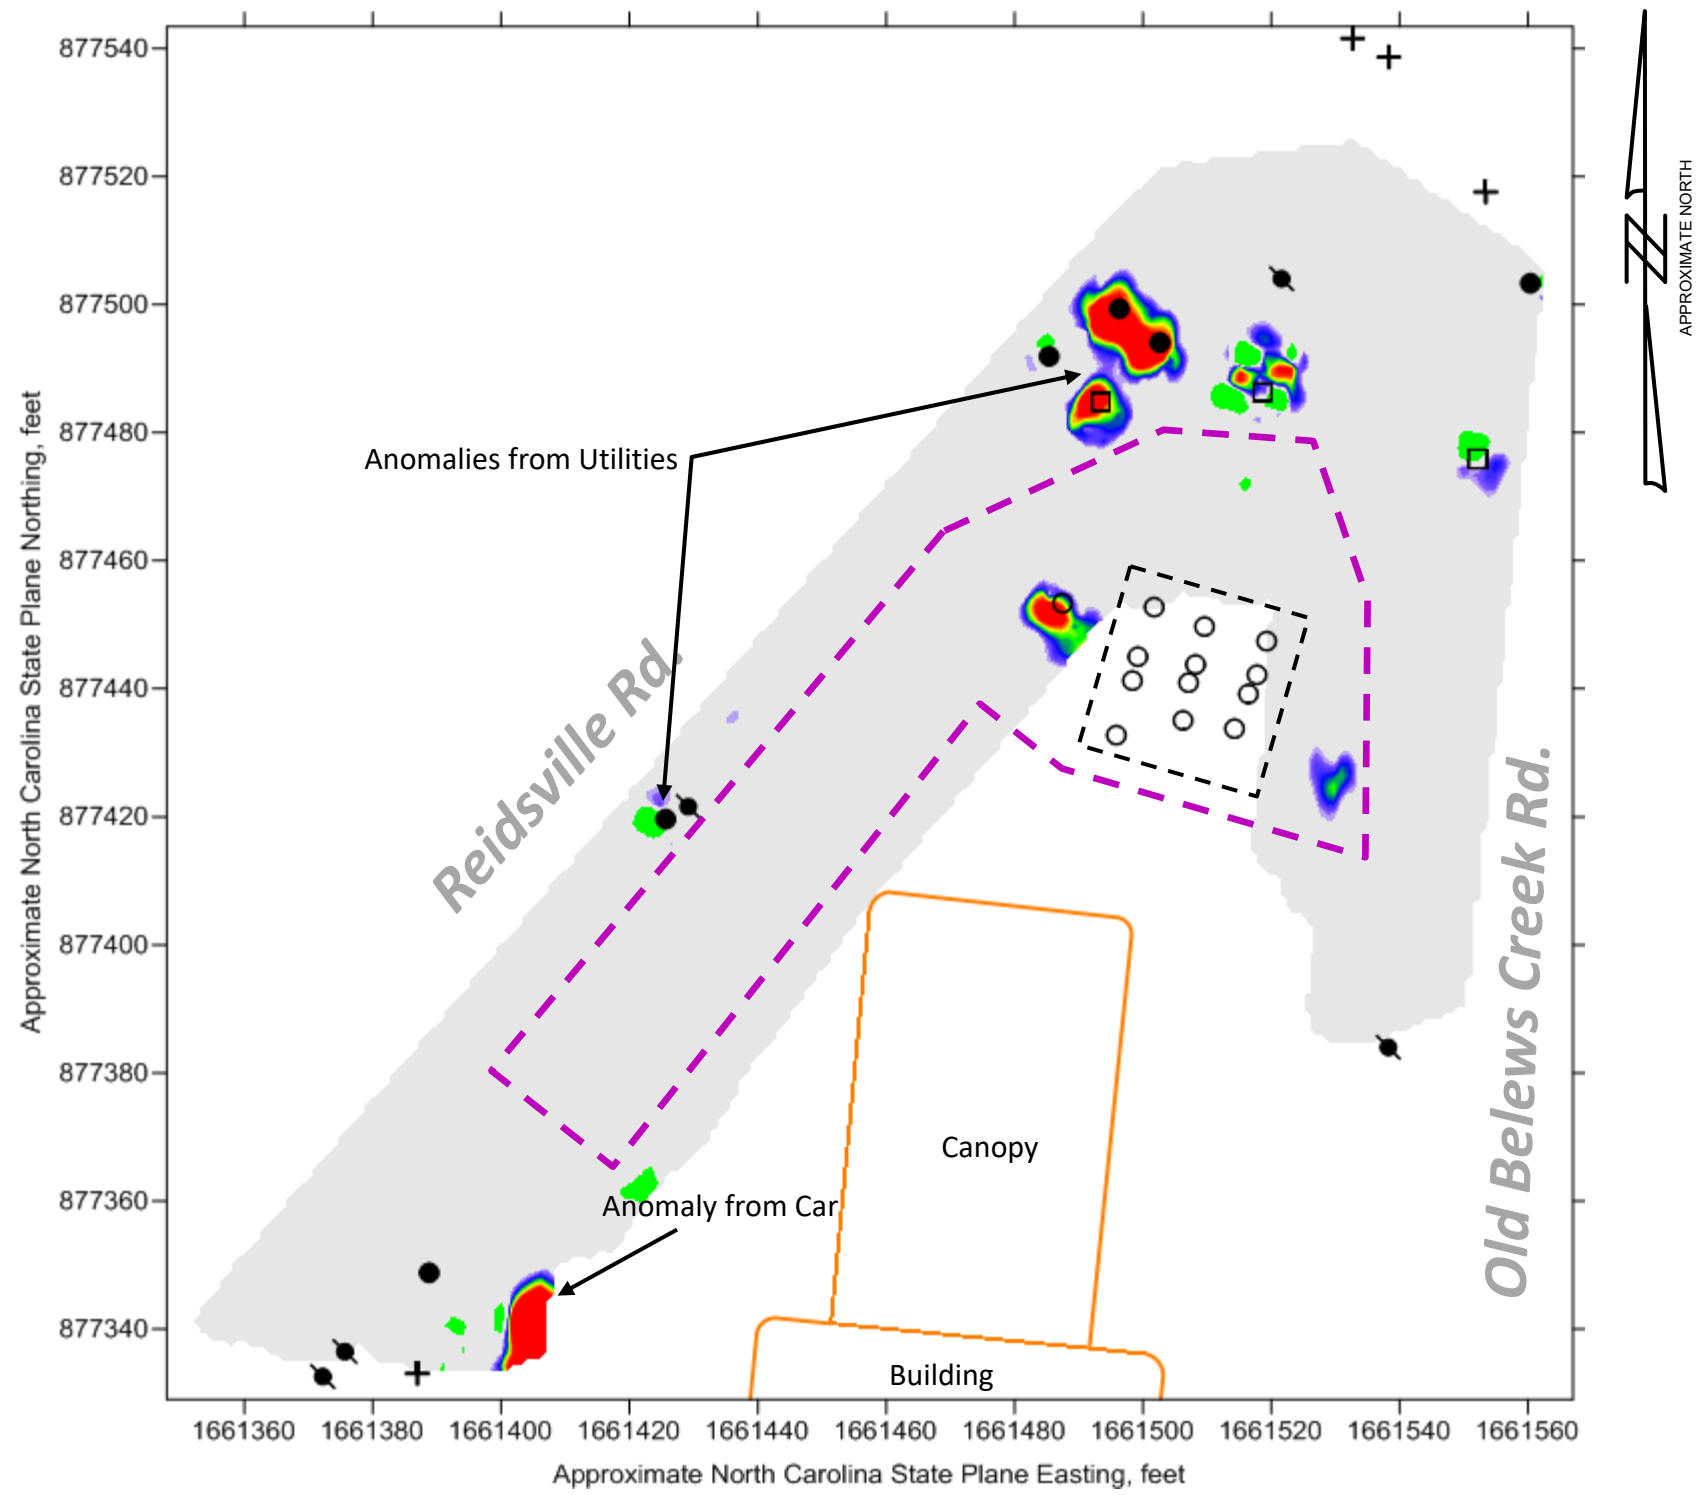 877540
877520
877500
877480
877460
877440
877420
877400
877380
877360
877340
Approximate North Carolina State Plane Northing, feet
APPROXIMATE NORTH
Anomalies from Utilities
Reidsville Rd.
Old Belews Creek Rd.
Canopy
Anomaly from Car
Building
1661360 1661380 1661400 1661420 1661440 1661460 1661480 1661500 1661520 1661540 1661560
Approximate North Carolina State Plane Easting, feet